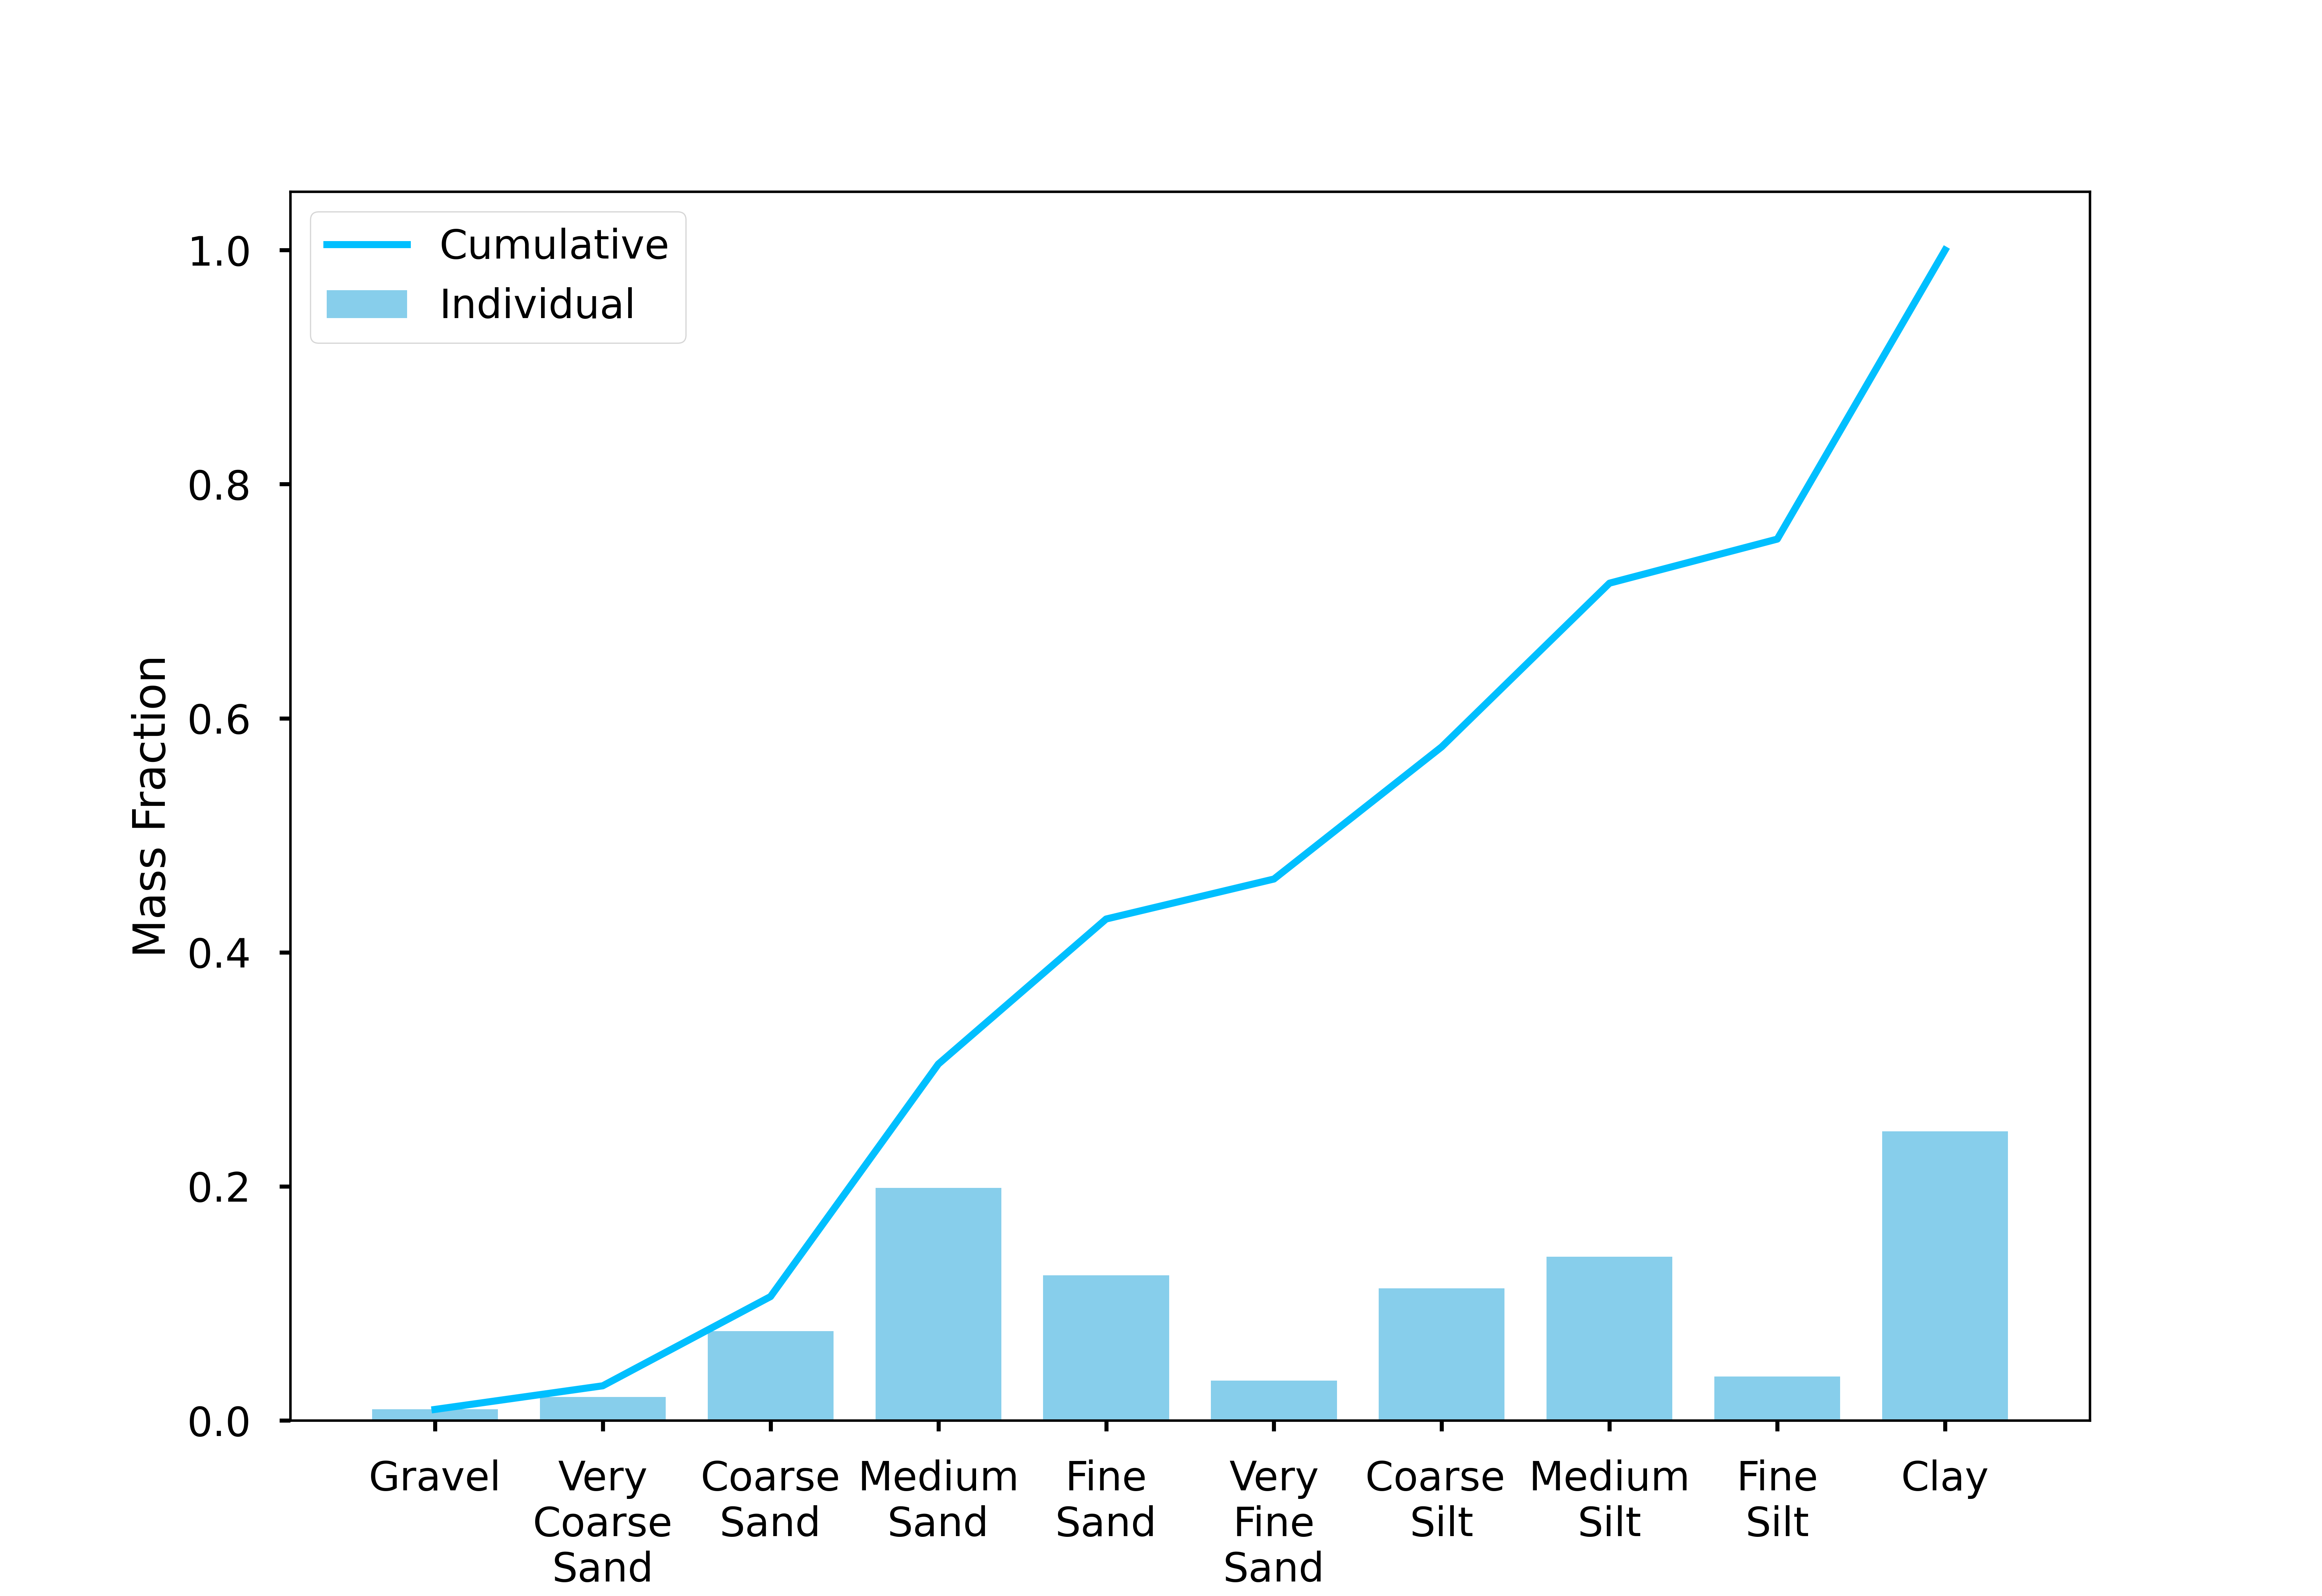 Cumulative
Individual
1.0
0.8
0.6
0.4
0.2
0.0
Mass Fraction
Gravel
Very
Coarse
Sand
Coarse
Sand
Medium
Sand
Fine
Sand
Very
Fine
Sand
Coarse
Silt
Medium
Silt
Fine
Silt
Clay